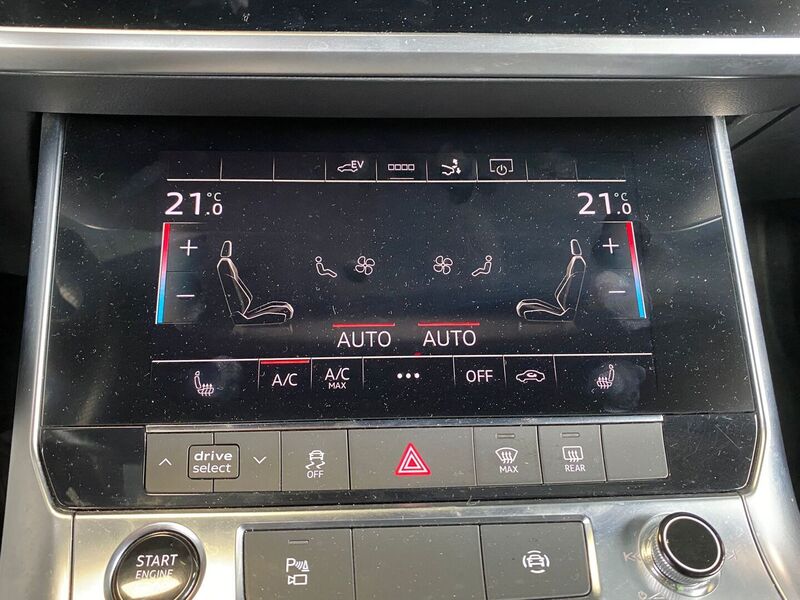 EV
21.0 °C
21.0 °C
+
+
−
−
AUTO
AUTO
A/C
A/C
MAX
•••
OFF
drive
select
OFF
MAX
REAR
START
ENGINE
P